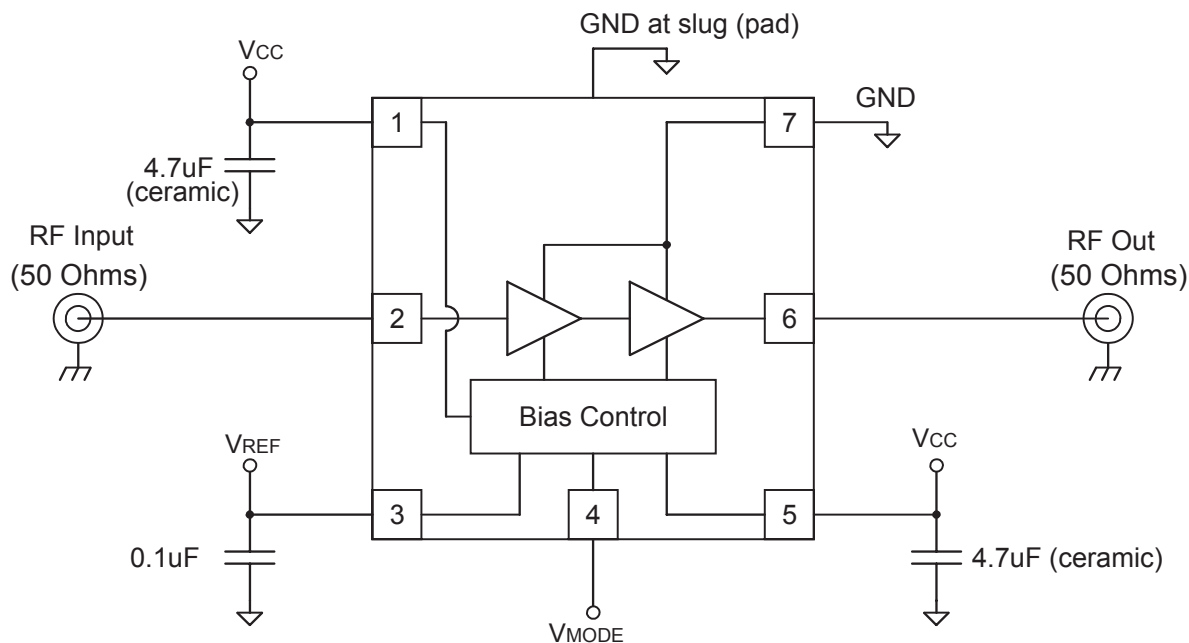 GND at slug (pad)
VCC
GND
1
7
4.7uF
(ceramic)
RF Input
(50 Ohms)
RF Out
(50 Ohms)
2
6
Bias Control
VREF
VCC
3
4
5
0.1uF
4.7uF (ceramic)
VMODE